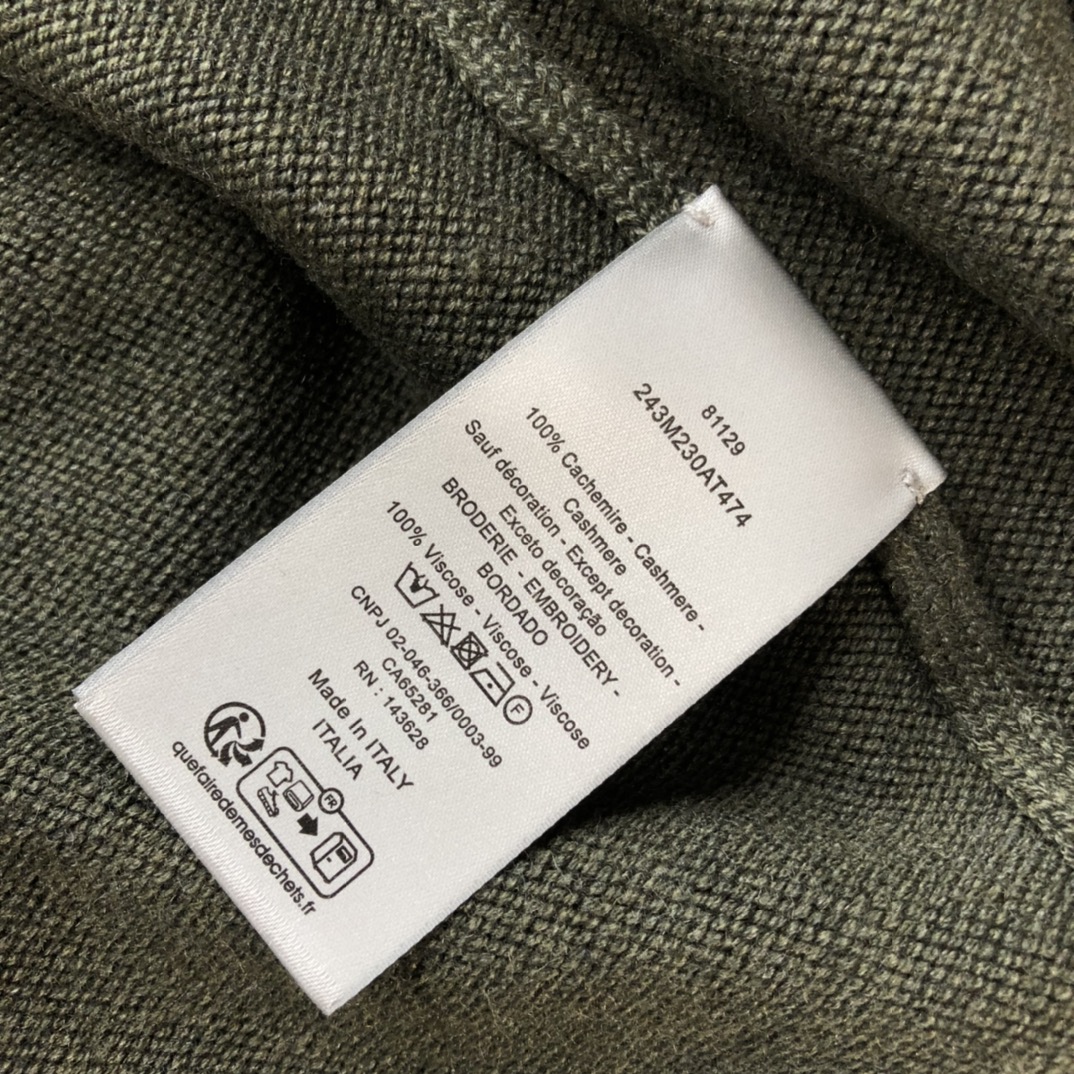 81129
243M230AT474
100% Cachemire - Cashmere -
Cashmere
Sauf décoration - Except decoration -
Exceto decoração
BRODERIE - EMBROIDERY -
BORDADO
100% Viscose - Viscose - Viscose
F
CNPJ 02-046-366/0003-99
CA65281
RN : 143628
Made In ITALY
ITALIA
FR
quefairedemesdechets.fr